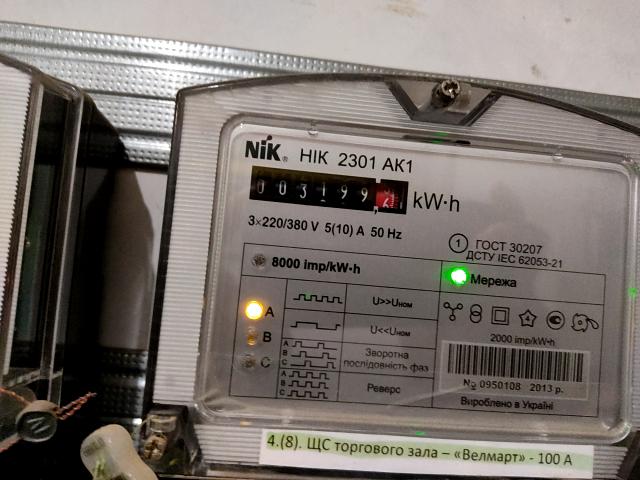 NiK® НІК 2301 АК1
003199 kW·h
3×220/380 V 5(10) A 50 Hz
1 ГОСТ 30207
ДСТУ IEC 62053-21
8000 imp/kW·h
Мережа
A
U>>Uном
B
U<<Uном
C
A
B
C
Зворотна
послідовність фаз
A
B
C
Реверс
2000 imp/kW·h
№ 0950108 2013 р.
Вироблено в Україні
4.(8). ЩС торгового зала – «Велмарт» - 100 А